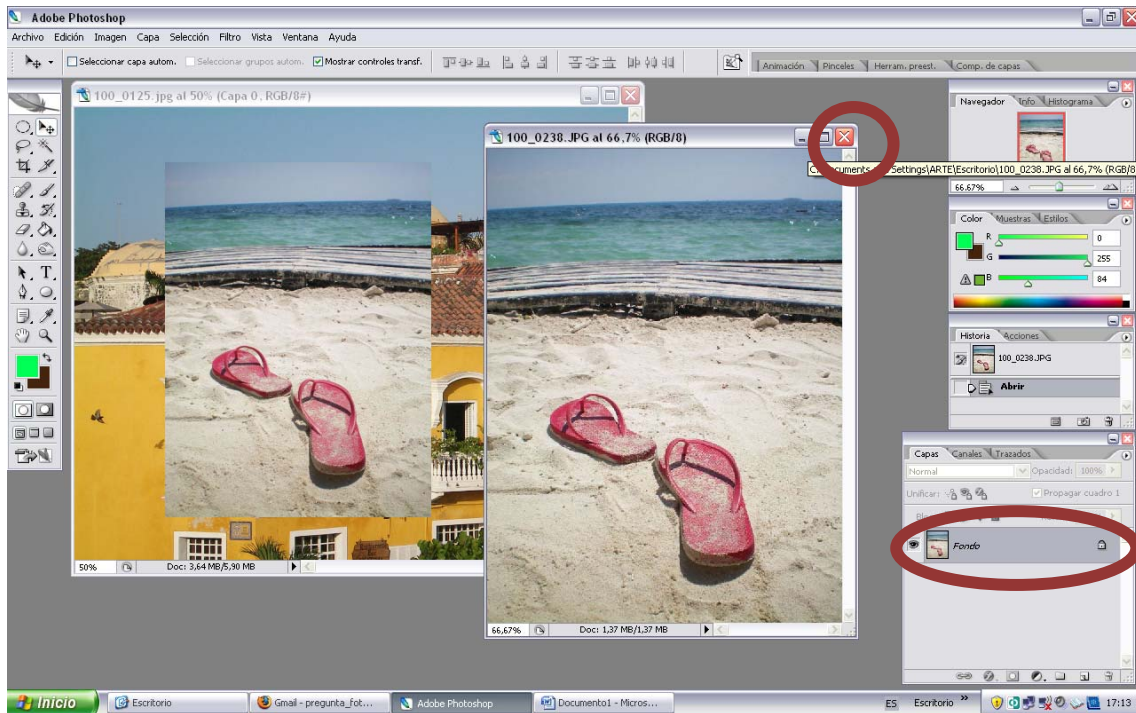 Adobe Photoshop
Archivo Edición Imagen Capa Selección Filtro Vista Ventana Ayuda
Seleccionar capa autom. Seleccionar grupos autom. Mostrar controles transf.
Animación Pinceles Herram. preest. Comp. de capas
100_0125.jpg al 50% (Capa 0, RGB/8#)
100_0238.JPG al 66,7% (RGB/8)
Settings\ARTE\Escritorio\100_0238.JPG al 66,7% (RGB/8
Navegador Info Histograma
66.67%
Color Muestras Estilos
R 0
G 255
B 84
Historia Acciones
100_0238.JPG
Abrir
Capas Canales Trazados
Normal Opacidad: 100%
Unificar: Propagar cuadro 1
Fondo
50% Doc: 3,64 MB/5,90 MB
66,67% Doc: 1,37 MB/1,37 MB
Inicio Escritorio Gmail - pregunta_fot... Adobe Photoshop Documento1 - Micros... ES Escritorio » 17:13